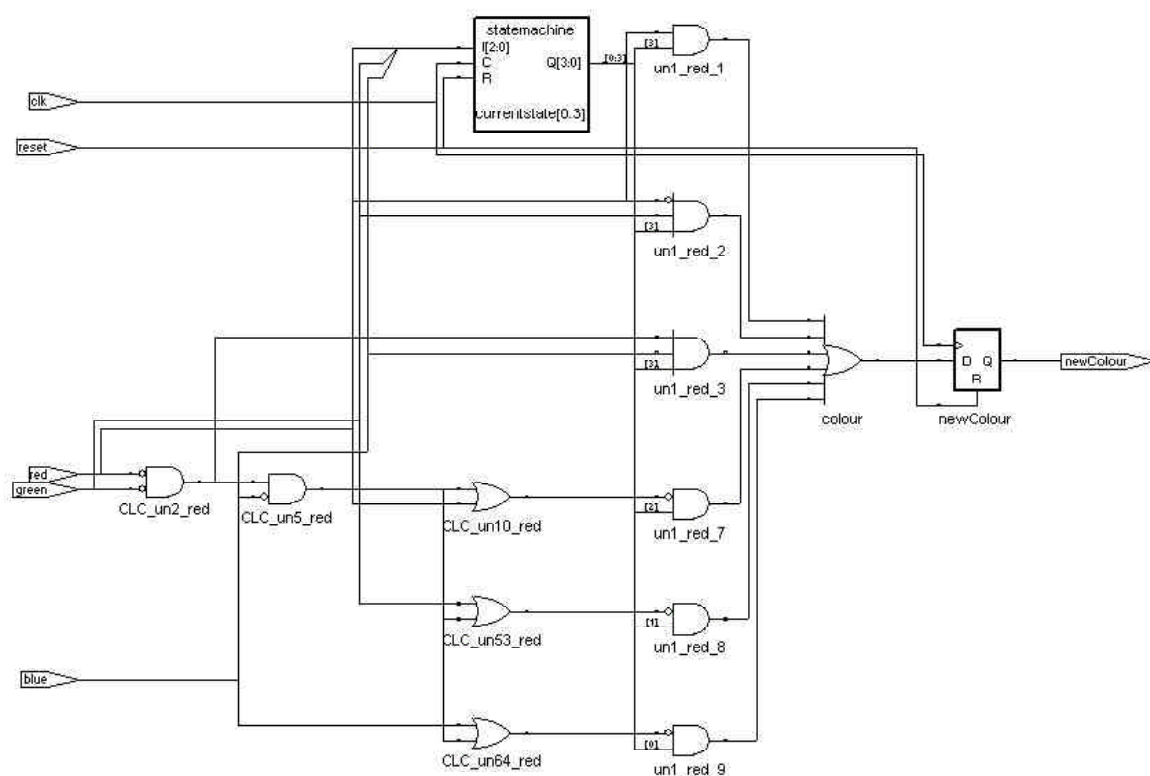 statemachine
I[2:0]
C
Q[3:0]
R
currentstate[0:3]
[0:3]
[3]
un1_red_1
clk
reset
[3]
un1_red_2
[3]
un1_red_3
colour
D Q
R
newColour
newColour
red
green
CLC_un2_red
CLC_un5_red
CLC_un10_red
[2]
un1_red_7
CLC_un53_red
[1]
un1_red_8
blue
CLC_un64_red
[0]
un1_red_9